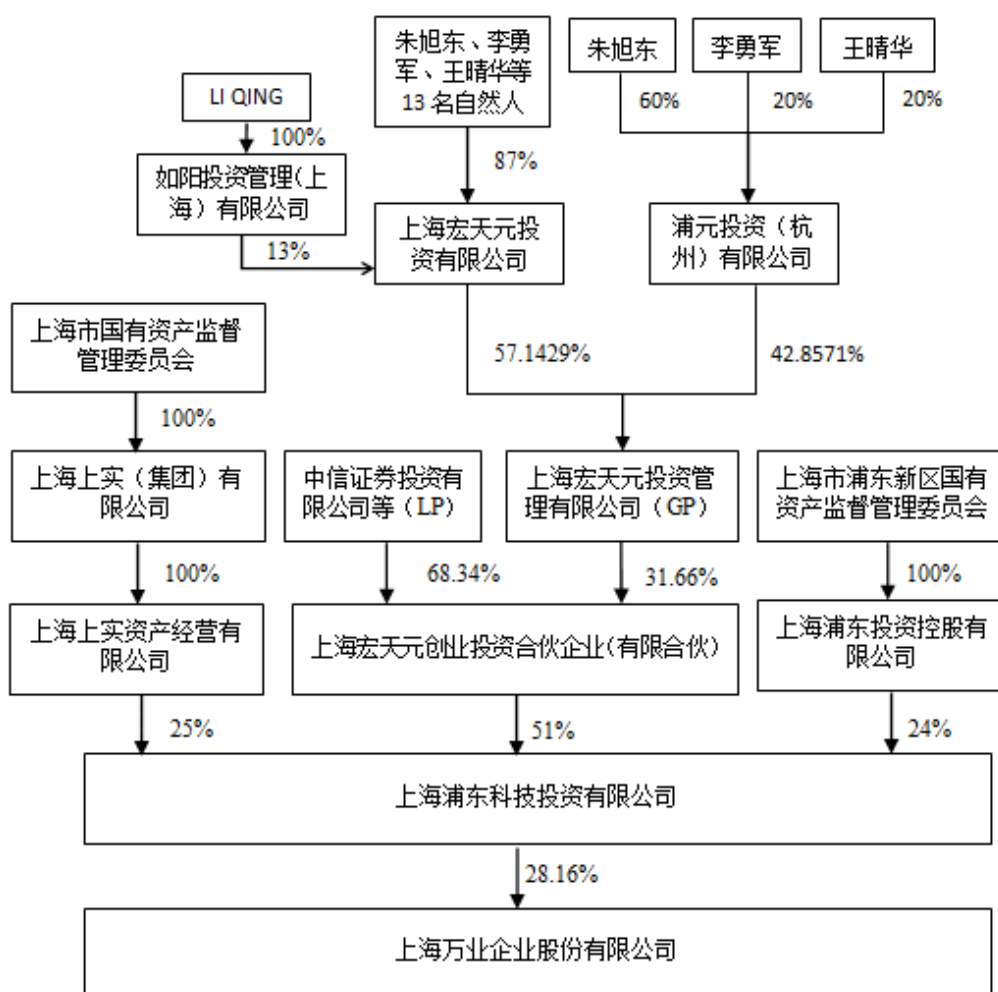 朱旭东、李勇
军、王晴华等
13 名自然人
朱旭东
李勇军
王晴华
LI QING
60%
20%
20%
100%
87%
如阳投资管理（上
海）有限公司
上海宏天元投
资有限公司
浦元投资（杭
州）有限公司
13%
上海市国有资产监督
管理委员会
57.1429%
42.8571%
100%
上海上实（集团）有
限公司
中信证券投资有
限公司等（LP）
上海宏天元投资管
理有限公司（GP）
上海市浦东新区国有
资产监督管理委员会
100%
68.34%
31.66%
100%
上海上实资产经营有
限公司
上海宏天元创业投资合伙企业(有限合伙)
上海浦东投资控股有
限公司
25%
51%
24%
上海浦东科技投资有限公司
28.16%
上海万业企业股份有限公司